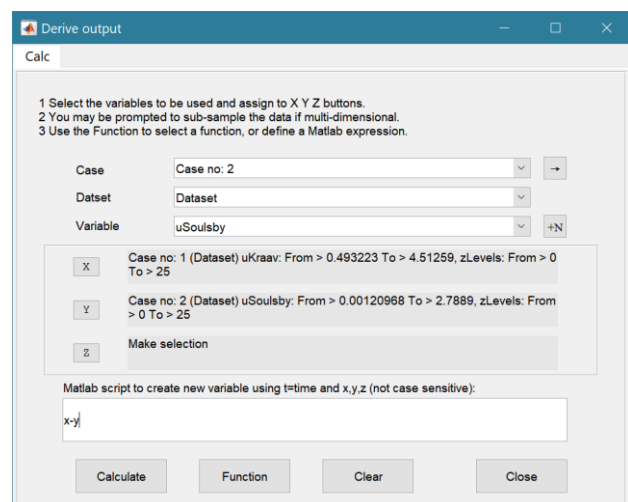 Derive output
Calc
1 Select the variables to be used and assign to X Y Z buttons.
2 You may be prompted to sub-sample the data if multi-dimensional.
3 Use the Function to select a function, or define a Matlab expression.
Case
Case no: 2
→
Datset
Dataset
Variable
uSoulsby
+N
X
Case no: 1 (Dataset) uKraav: From > 0.493223 To > 4.51259, zLevels: From > 0
To > 25
Y
Case no: 2 (Dataset) uSoulsby: From > 0.00120968 To > 2.7889, zLevels: From
> 0 To > 25
Z
Make selection
Matlab script to create new variable using t=time and x,y,z (not case sensitive):
x-y
Calculate
Function
Clear
Close